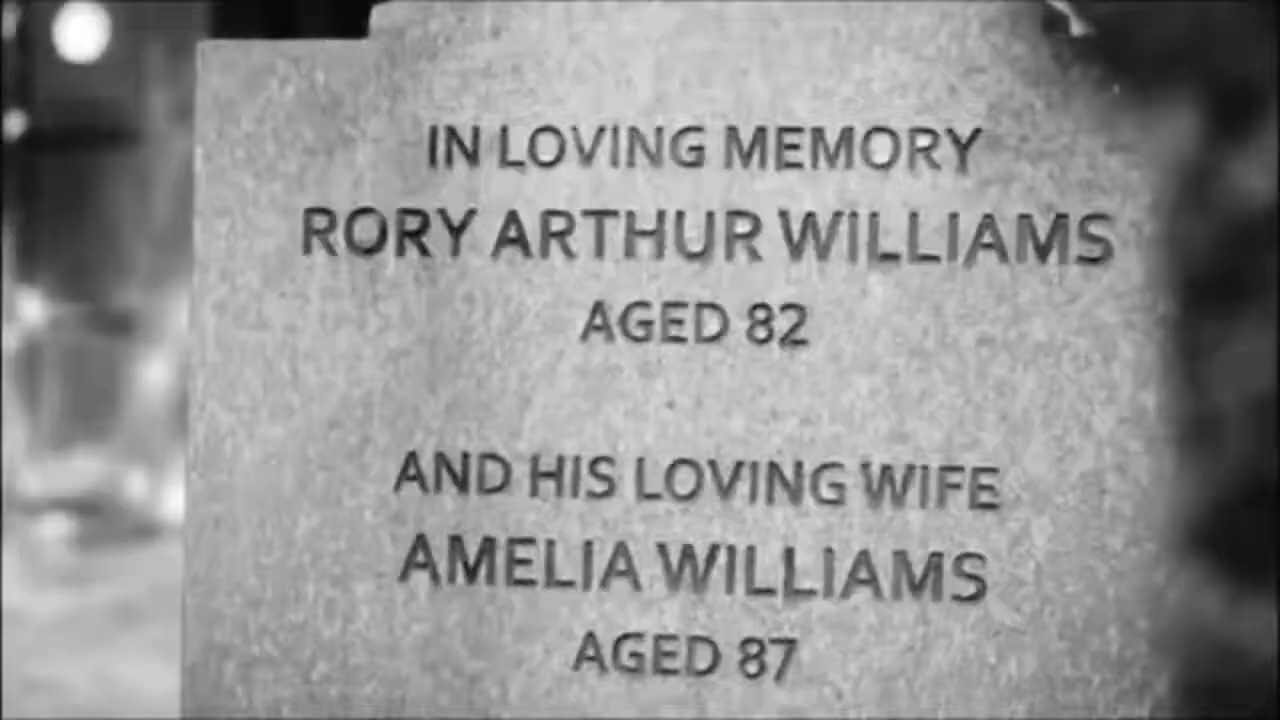 IN LOVING MEMORY
RORY ARTHUR WILLIAMS
AGED 82
AND HIS LOVING WIFE
AMELIA WILLIAMS
AGED 87